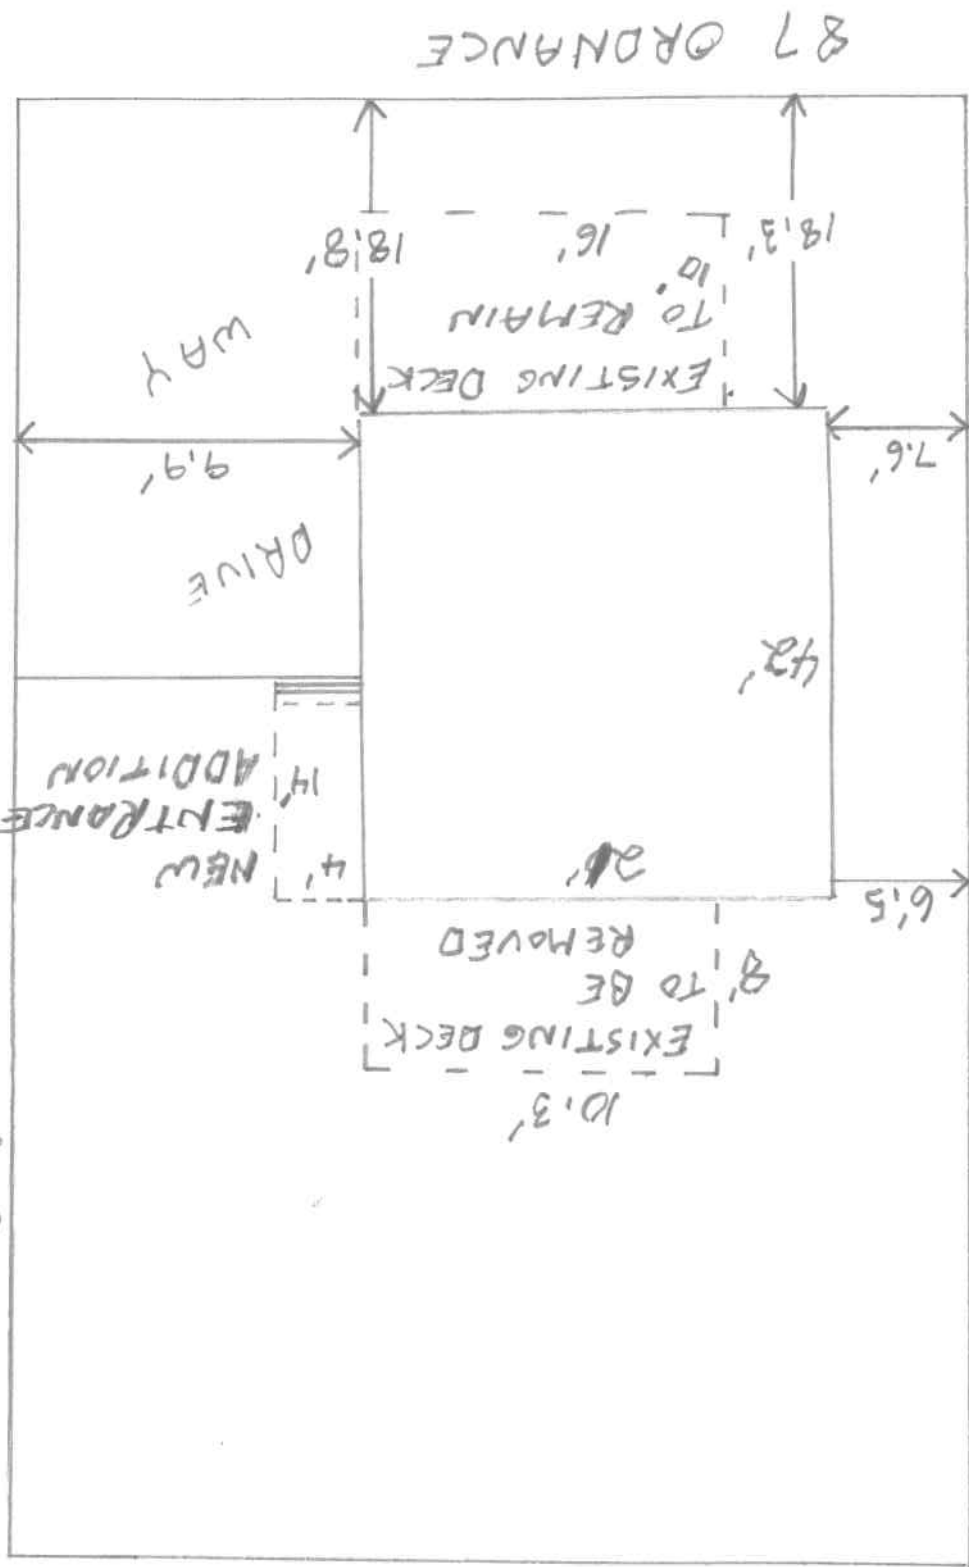 10.3'
EXISTING DECK
8' TO BE
REMOVED
6.5'
4' NEW
ENTRANCE
14' ADDITION
42'
DRIVE
7.6'
9.9'
WAY
EXISTING DECK
TO REMAIN
10'
18.3'
16'
18.8'
87 ORDNANCE